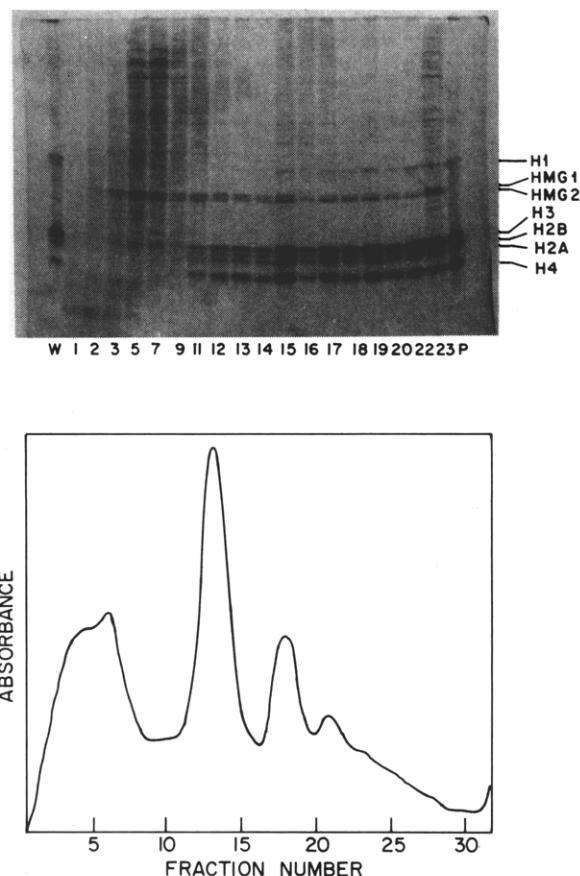 H1
HMG1
HMG2
H3
H2B
H2A
H4
W 1 2 3 5 7 9 11 12 13 14 15 16 17 18 19 20 22 23 P
ABSORBANCE
5 10 15 20 25 30
FRACTION NUMBER